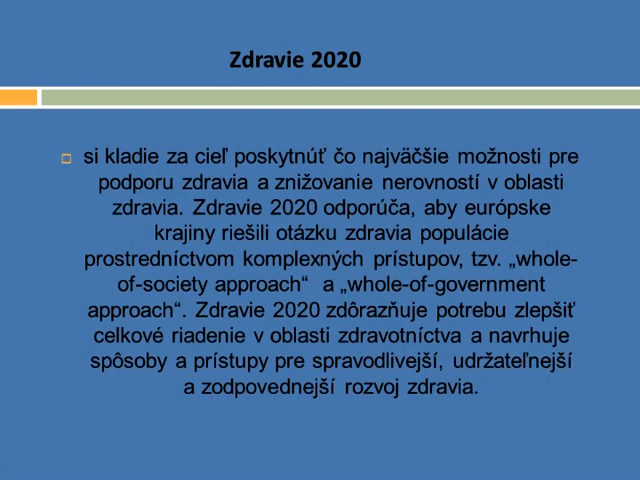 Zdravie 2020
si kladie za cieľ poskytnúť čo najväčšie možnosti pre
podporu zdravia a znižovanie nerovností v oblasti
zdravia. Zdravie 2020 odporúča, aby európske
krajiny riešili otázku zdravia populácie
prostredníctvom komplexných prístupov, tzv. „whole-
of-society approach“ a „whole-of-government
approach“. Zdravie 2020 zdôrazňuje potrebu zlepšiť
celkové riadenie v oblasti zdravotníctva a navrhuje
spôsoby a prístupy pre spravodlivejší, udržateľnejší
a zodpovednejší rozvoj zdravia.